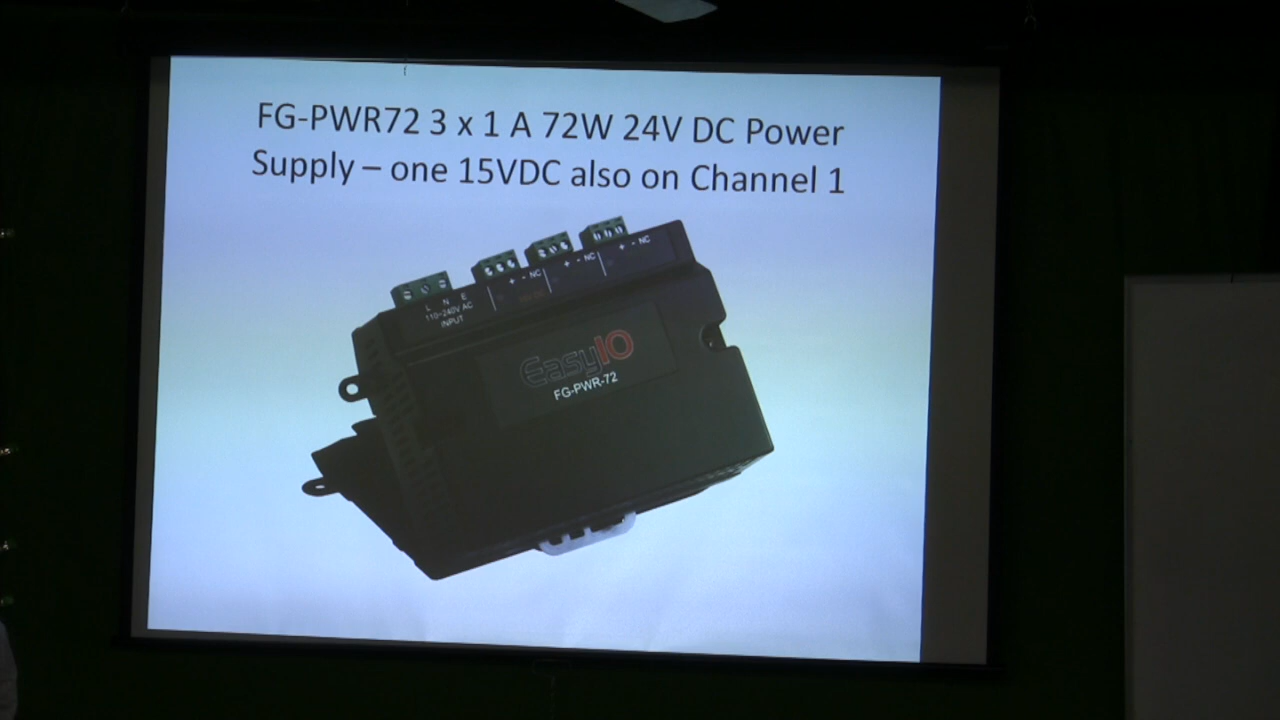 FG-PWR72 3 x 1 A 72W 24V DC Power
Supply – one 15VDC also on Channel 1
+ - NC
+ - NC
+ - NC
L N E
110~240V AC
INPUT
EasyIO
FG-PWR-72